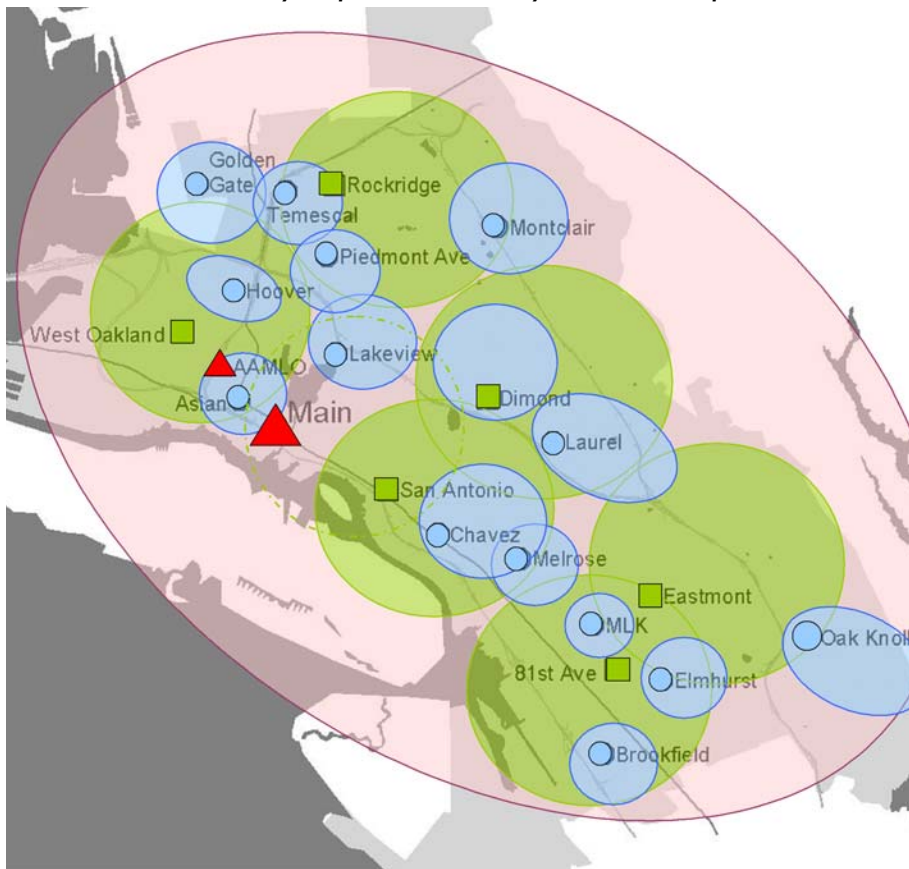 Golden
Gate
Temescal
Rockridge
Montclair
Piedmont Ave
Hoover
West Oakland
Lakeview
AAMLO
Asian
Main
Dimond
Laurel
San Antonio
Chavez
Melrose
Eastmont
MLK
Oak Knoll
81st Ave
Elmhurst
Brookfield